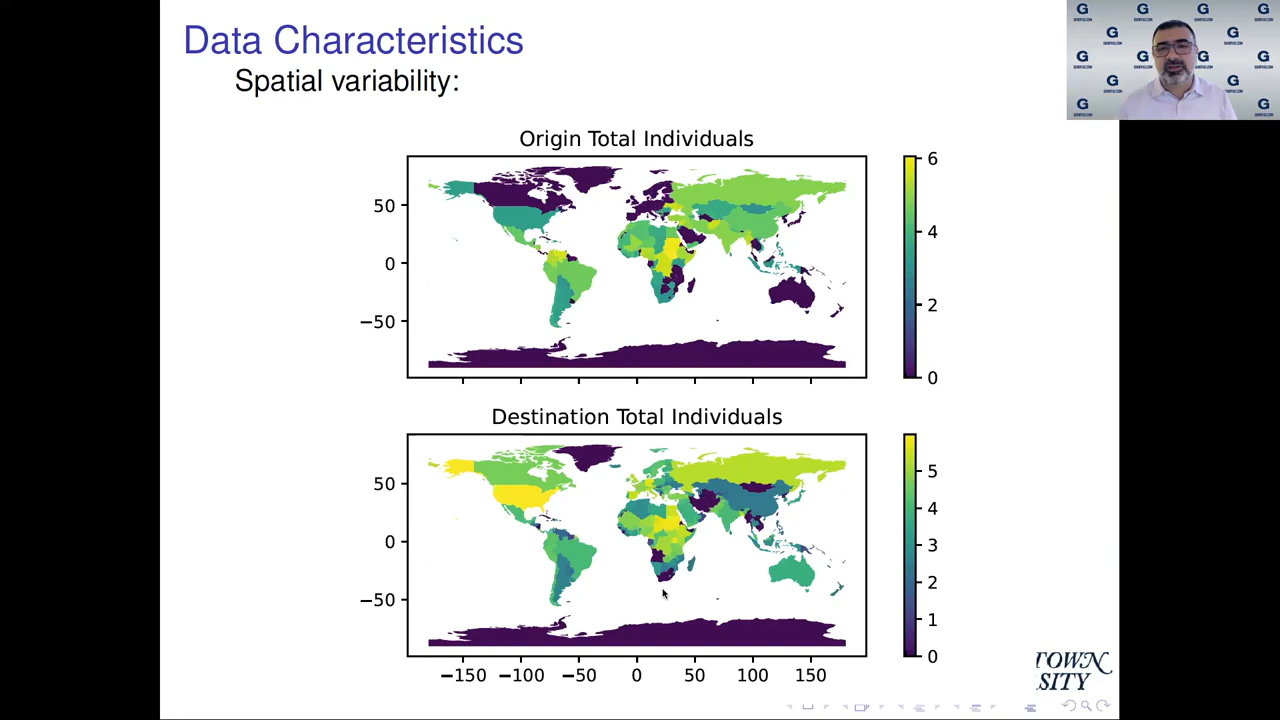 Data Characteristics
Spatial variability:
Origin Total Individuals
50
0
−50
6
4
2
0
Destination Total Individuals
50
0
−50
−150 −100 −50 0 50 100 150
5
4
3
2
1
0
TOWN
SITY
G G G G
G G
G G
G G
G G